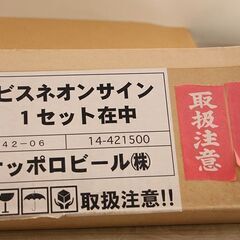 ビスネオンサイン
1セット在中
42-06
14-421500
ッポロビール㈱
取扱注意!!
取扱注意